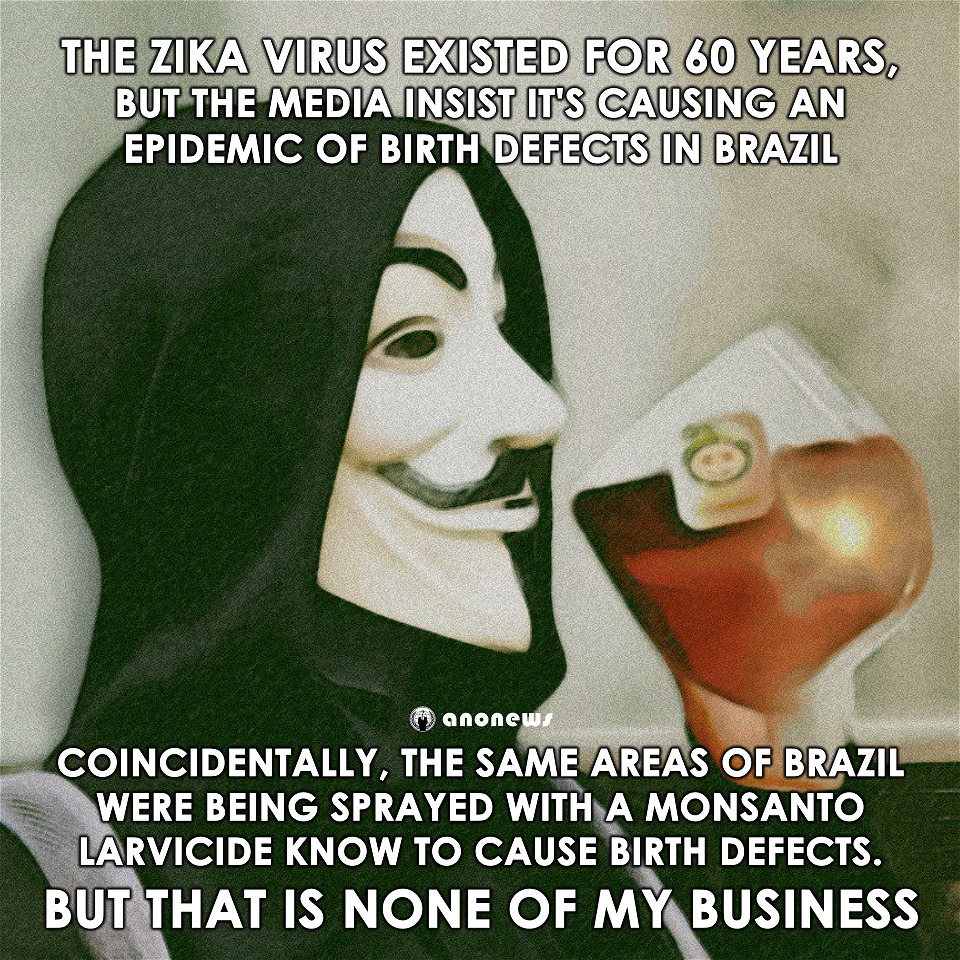 THE ZIKA VIRUS EXISTED FOR 60 YEARS,
BUT THE MEDIA INSIST IT'S CAUSING AN
EPIDEMIC OF BIRTH DEFECTS IN BRAZIL
anonews
COINCIDENTALLY, THE SAME AREAS OF BRAZIL
WERE BEING SPRAYED WITH A MONSANTO
LARVICIDE KNOW TO CAUSE BIRTH DEFECTS.
BUT THAT IS NONE OF MY BUSINESS